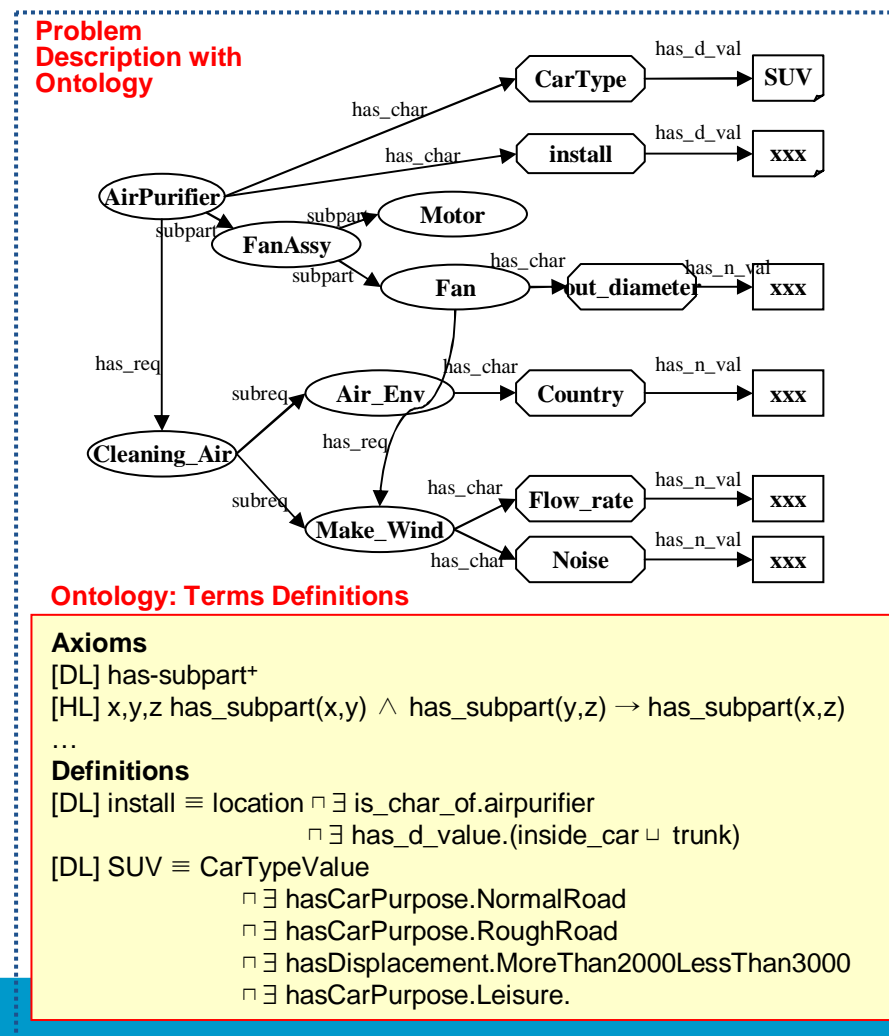 Problem
Description with
Ontology
has_d_val
CarType
SUV
has_char
has_d_val
has_char
install
xxx
AirPurifier
subpart
subpart
Motor
FanAssy
subpart
has_char
has_n_val
Fan
out_diameter
xxx
has_req
has_char
has_n_val
subreq
Air_Env
Country
xxx
Cleaning_Air
has_req
subreq
has_char
has_n_val
Flow_rate
xxx
Make_Wind
has_char
has_n_val
Noise
xxx
Ontology: Terms Definitions
Axioms
[DL] has-subpart⁺
[HL] x,y,z has_subpart(x,y) ∧ has_subpart(y,z) → has_subpart(x,z)
…
Definitions
[DL] install ≡ location ⊓ ∃ is_char_of.airpurifier
⊓ ∃ has_d_value.(inside_car ⊔ trunk)
[DL] SUV ≡ CarTypeValue
⊓ ∃ hasCarPurpose.NormalRoad
⊓ ∃ hasCarPurpose.RoughRoad
⊓ ∃ hasDisplacement.MoreThan2000LessThan3000
⊓ ∃ hasCarPurpose.Leisure.